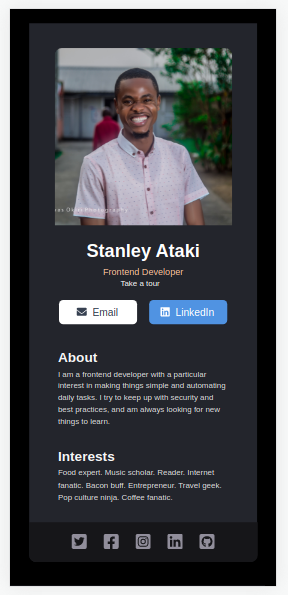 Stanley Ataki
Frontend Developer
Take a tour
Email
LinkedIn
About
I am a frontend developer with a particular
interest in making things simple and automating
daily tasks. I try to keep up with security and
best practices, and am always looking for new
things to learn.
Interests
Food expert. Music scholar. Reader. Internet
fanatic. Bacon buff. Entrepreneur. Travel geek.
Pop culture ninja. Coffee fanatic.